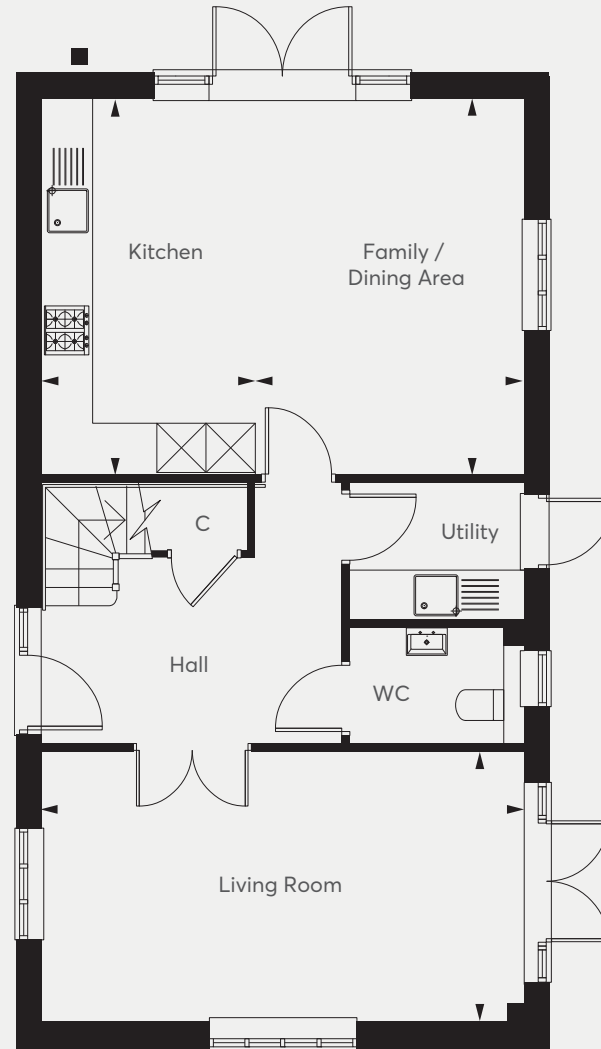 Kitchen
Family /
Dining Area
C
Utility
Hall
WC
Living Room